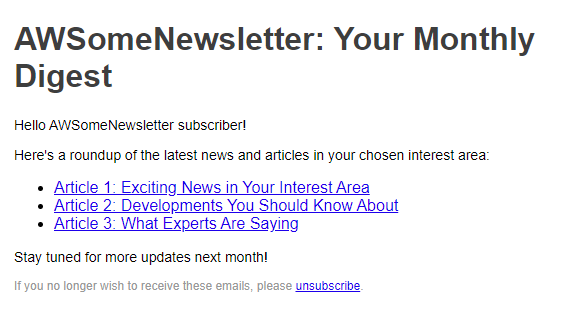 AWSomeNewsletter: Your Monthly
Digest
Hello AWSomeNewsletter subscriber!
Here's a roundup of the latest news and articles in your chosen interest area:
• Article 1: Exciting News in Your Interest Area
• Article 2: Developments You Should Know About
• Article 3: What Experts Are Saying
Stay tuned for more updates next month!
If you no longer wish to receive these emails, please unsubscribe.